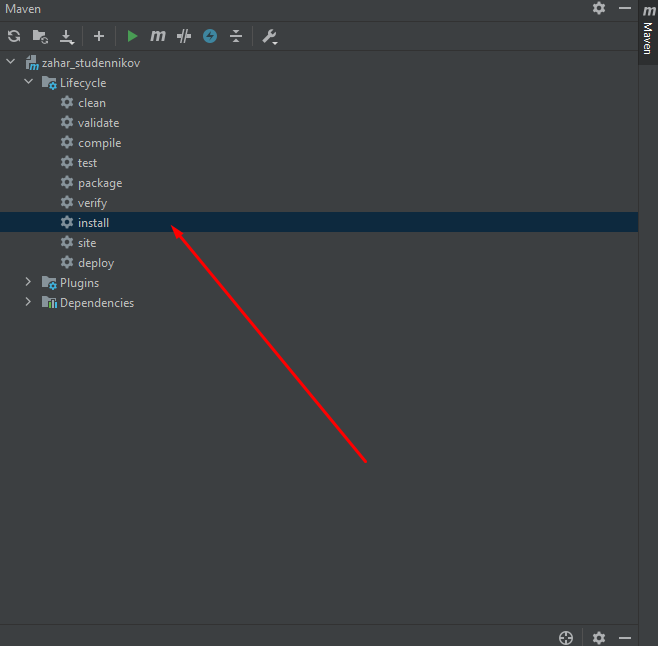 Maven
m
Maven
m
zahar_studennikov
Lifecycle
clean
validate
compile
test
package
verify
install
site
deploy
Plugins
Dependencies